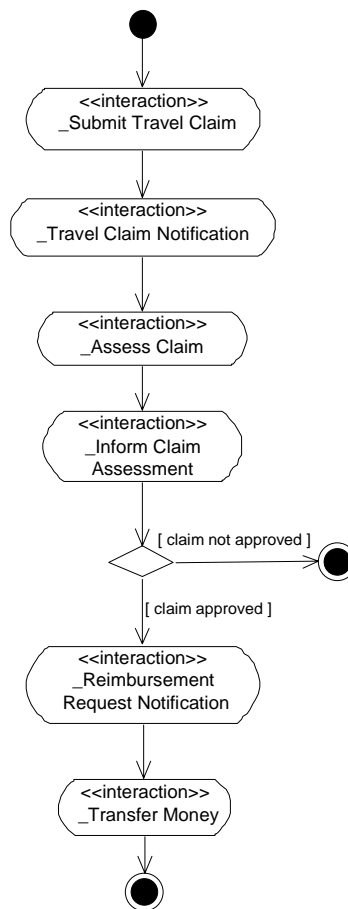 <<interaction>>
_Submit Travel Claim
<<interaction>>
_Travel Claim Notification
<<interaction>>
_Assess Claim
<<interaction>>
_Inform Claim
Assessment
[ claim not approved ]
[ claim approved ]
<<interaction>>
_Reimbursement
Request Notification
<<interaction>>
_Transfer Money